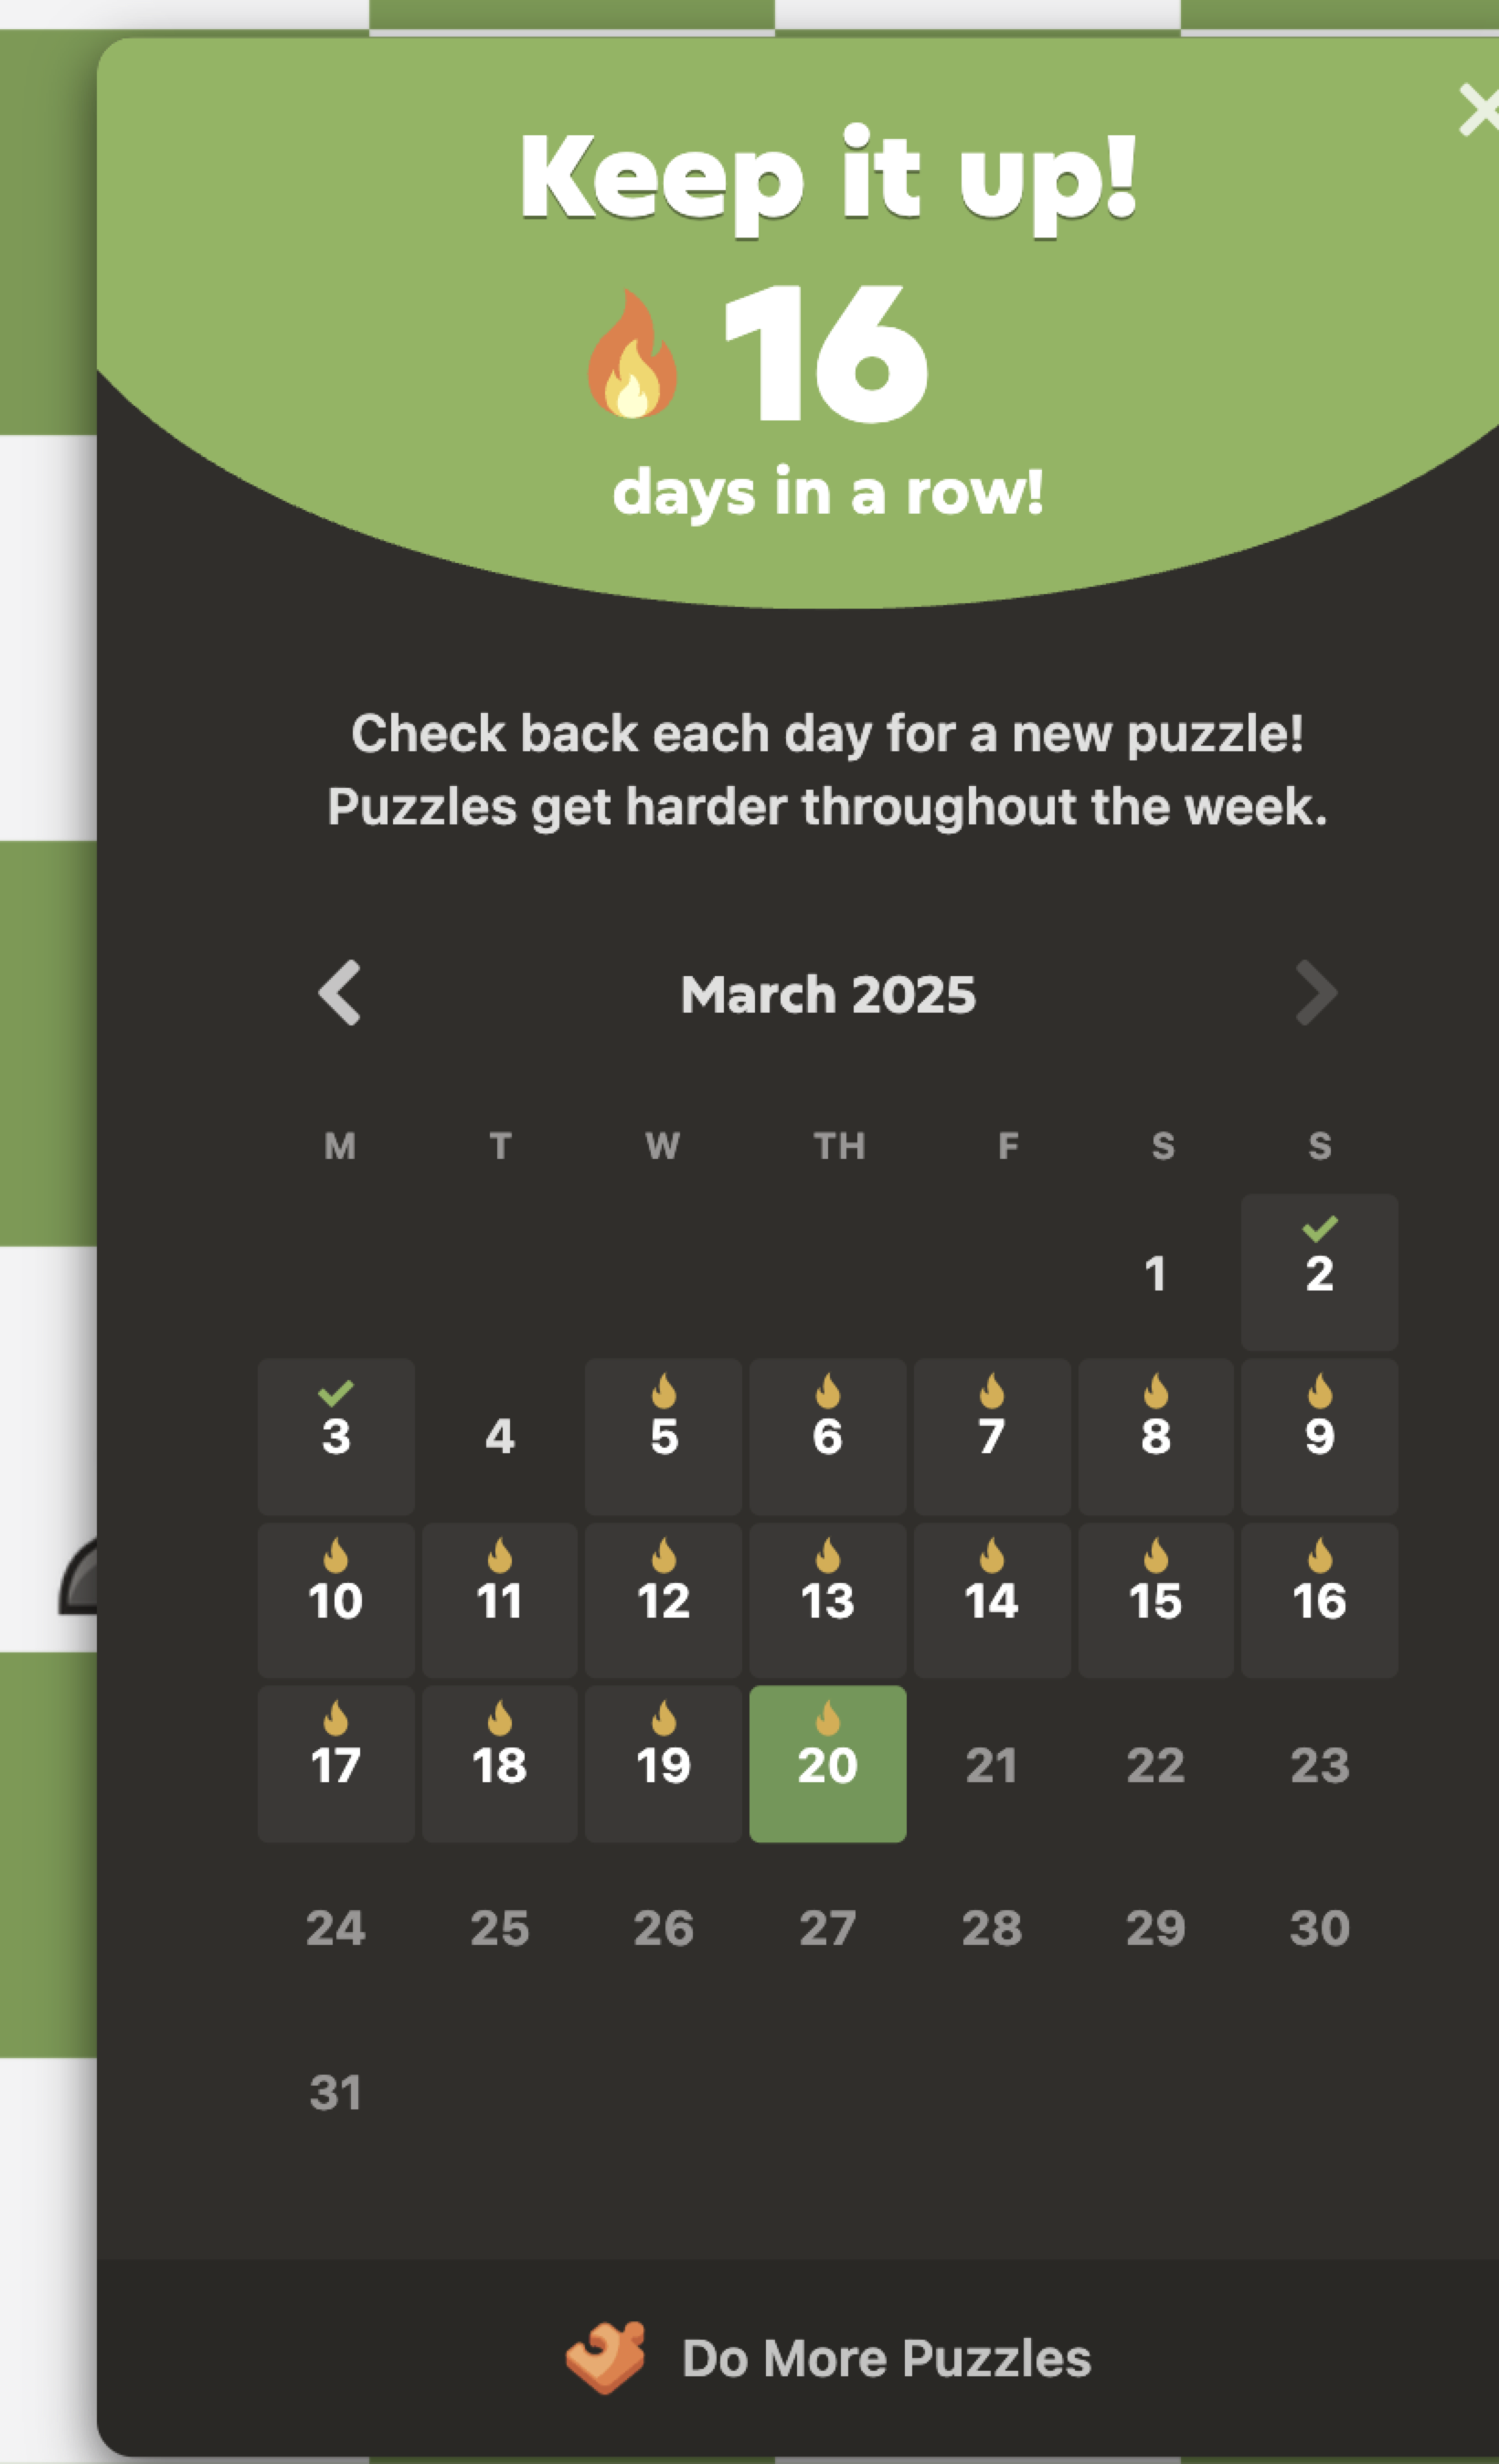 Keep it up!
16
days in a row!
Check back each day for a new puzzle!
Puzzles get harder throughout the week.
March 2025
M T W TH F S S
1 2
3 4 5 6 7 8 9
10 11 12 13 14 15 16
17 18 19 20 21 22 23
24 25 26 27 28 29 30
31
Do More Puzzles